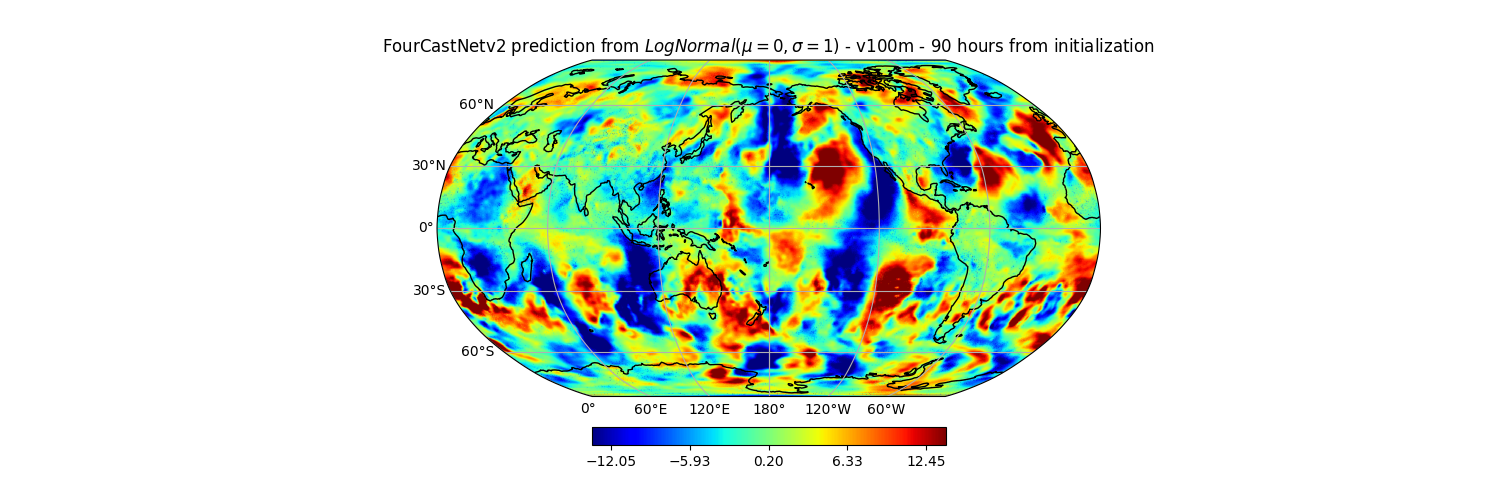 FourCastNetv2 prediction from LogNormal(μ = 0, σ = 1) - v100m - 90 hours from initialization
60°N
30°N
0°
30°S
60°S
0° 60°E 120°E 180° 120°W 60°W
−12.05 −5.93 0.20 6.33 12.45